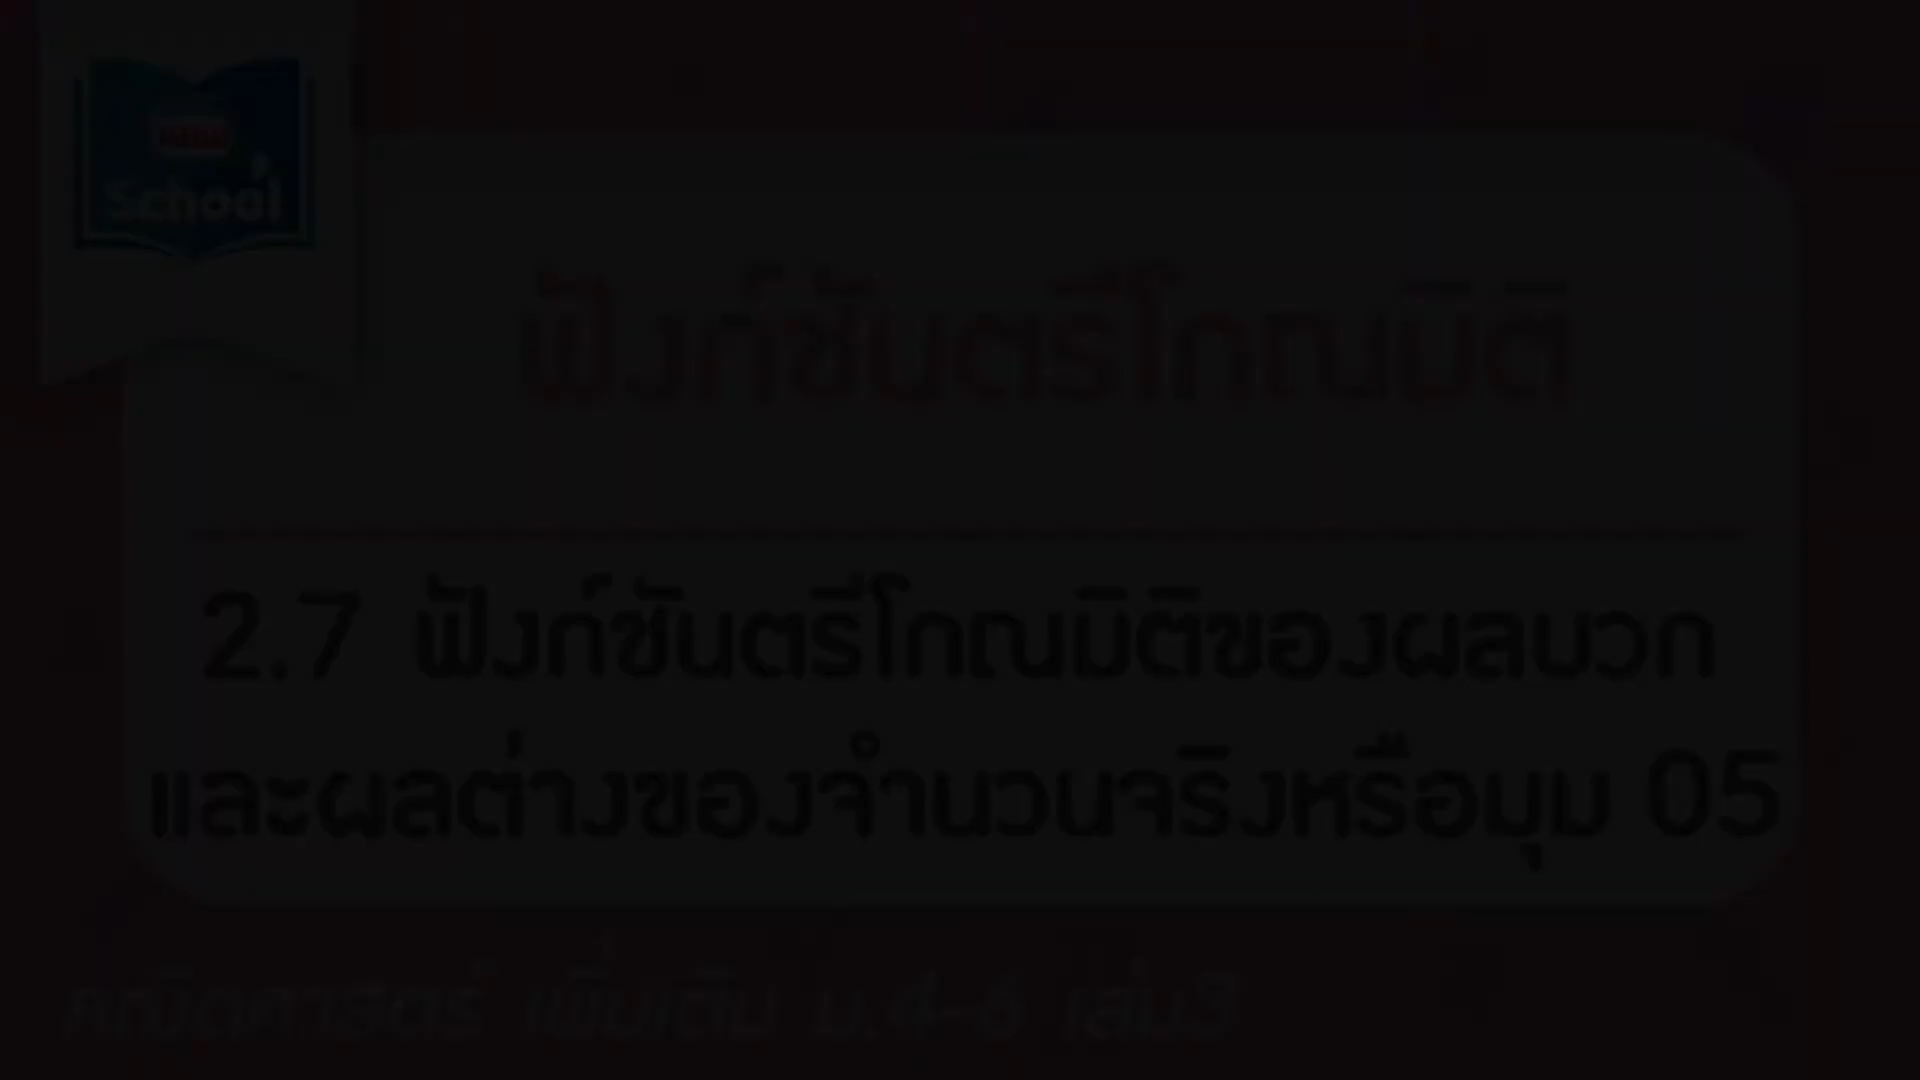 School
ฟังก์ชันตรีโกณมิติ
2.7 ฟังก์ชันตรีโกณมิติของผลบวก
และผลต่างของจำนวนจริงหรือมุม 05
คณิตศาสตร์ เพิ่มเติม ม.4-6 เล่ม3